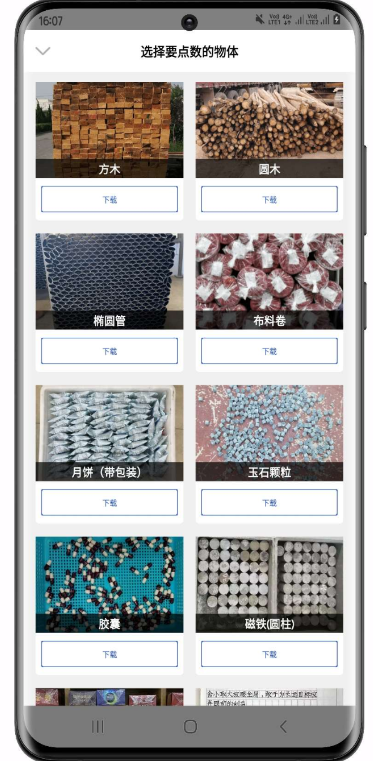 16:07
选择要点数的物体
方木
圆木
下载
下载
椭圆管
布料卷
下载
下载
月饼（带包装）
玉石颗粒
下载
下载
胶囊
磁铁(圆柱)
下载
下载